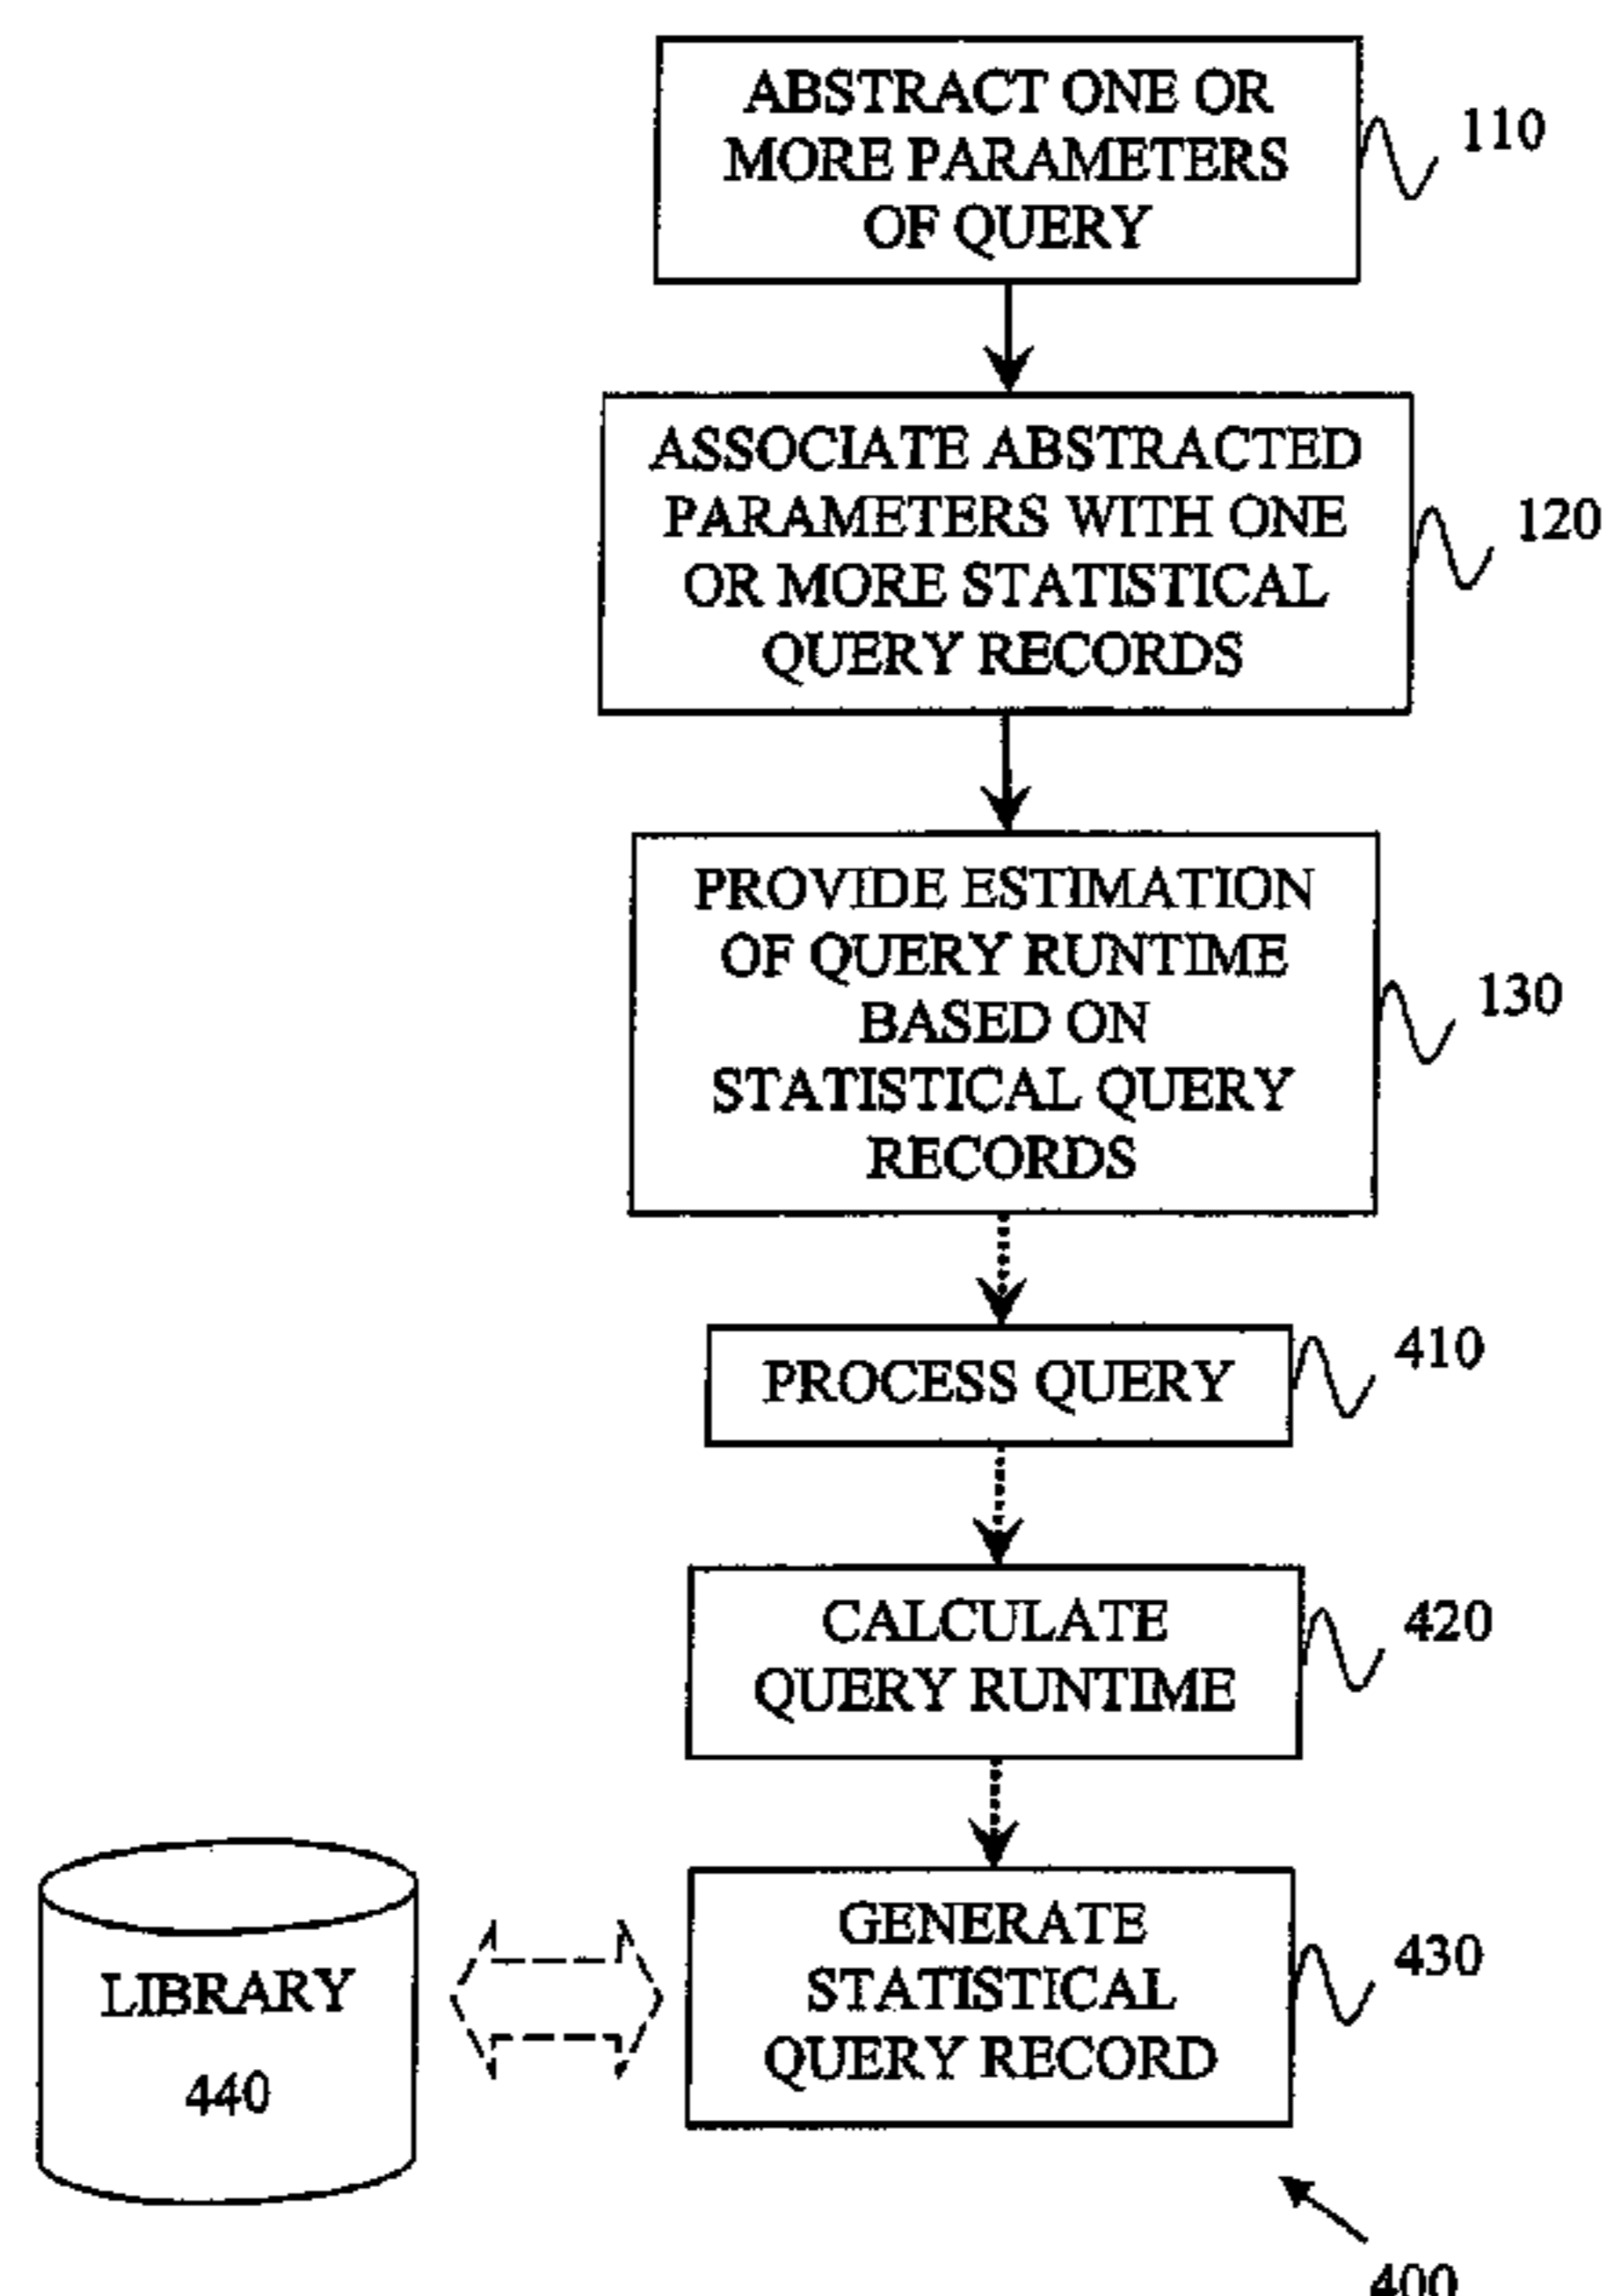 ABSTRACT ONE OR
MORE PARAMETERS
OF QUERY
110
ASSOCIATE ABSTRACTED
PARAMETERS WITH ONE
OR MORE STATISTICAL
QUERY RECORDS
120
PROVIDE ESTIMATION
OF QUERY RUNTIME
BASED ON
STATISTICAL QUERY
RECORDS
130
PROCESS QUERY
410
CALCULATE
QUERY RUNTIME
420
GENERATE
STATISTICAL
QUERY RECORD
430
LIBRARY
440
400